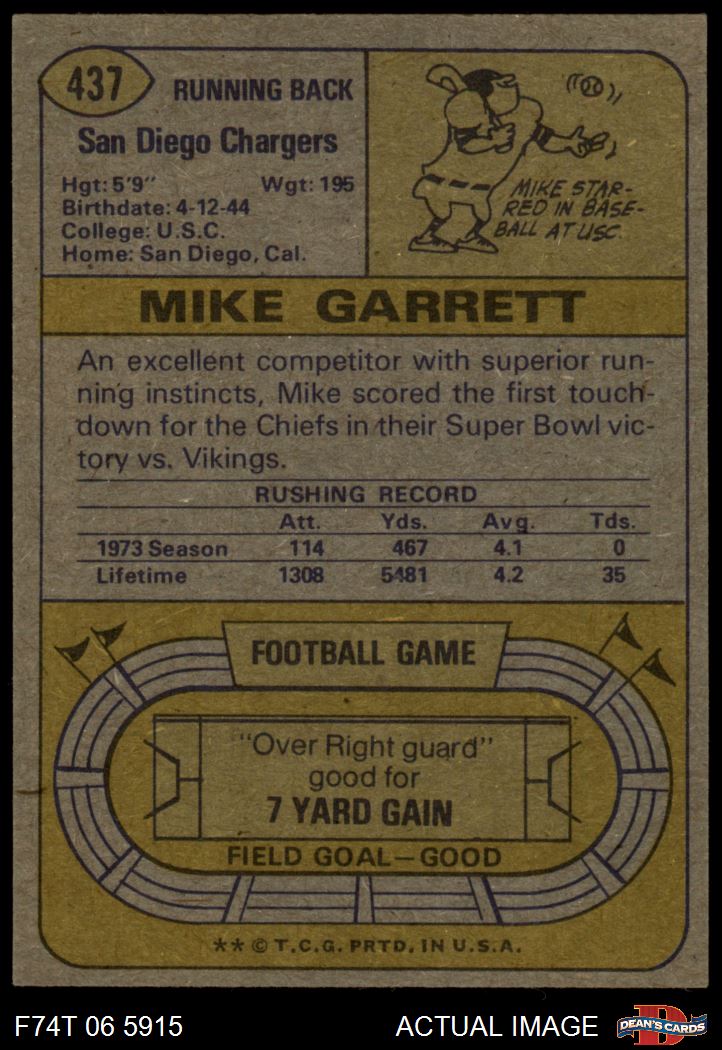 437
RUNNING BACK
San Diego Chargers
Hgt: 5'9" Wgt: 195
Birthdate: 4-12-44
College: U.S.C.
Home: San Diego, Cal.
MIKE STAR-
RED IN BASE-
BALL AT USC.
MIKE GARRETT
An excellent competitor with superior run-
ning instincts, Mike scored the first touch-
down for the Chiefs in their Super Bowl vic-
tory vs. Vikings.
RUSHING RECORD
Att. Yds. Avg. Tds.
1973 Season 114 467 4.1 0
Lifetime 1308 5481 4.2 35
FOOTBALL GAME
"Over Right guard"
good for
7 YARD GAIN
FIELD GOAL—GOOD
** © T.C.G. PRTD. IN U.S.A.
F74T 06 5915 ACTUAL IMAGE
D
DEAN'S CARDS